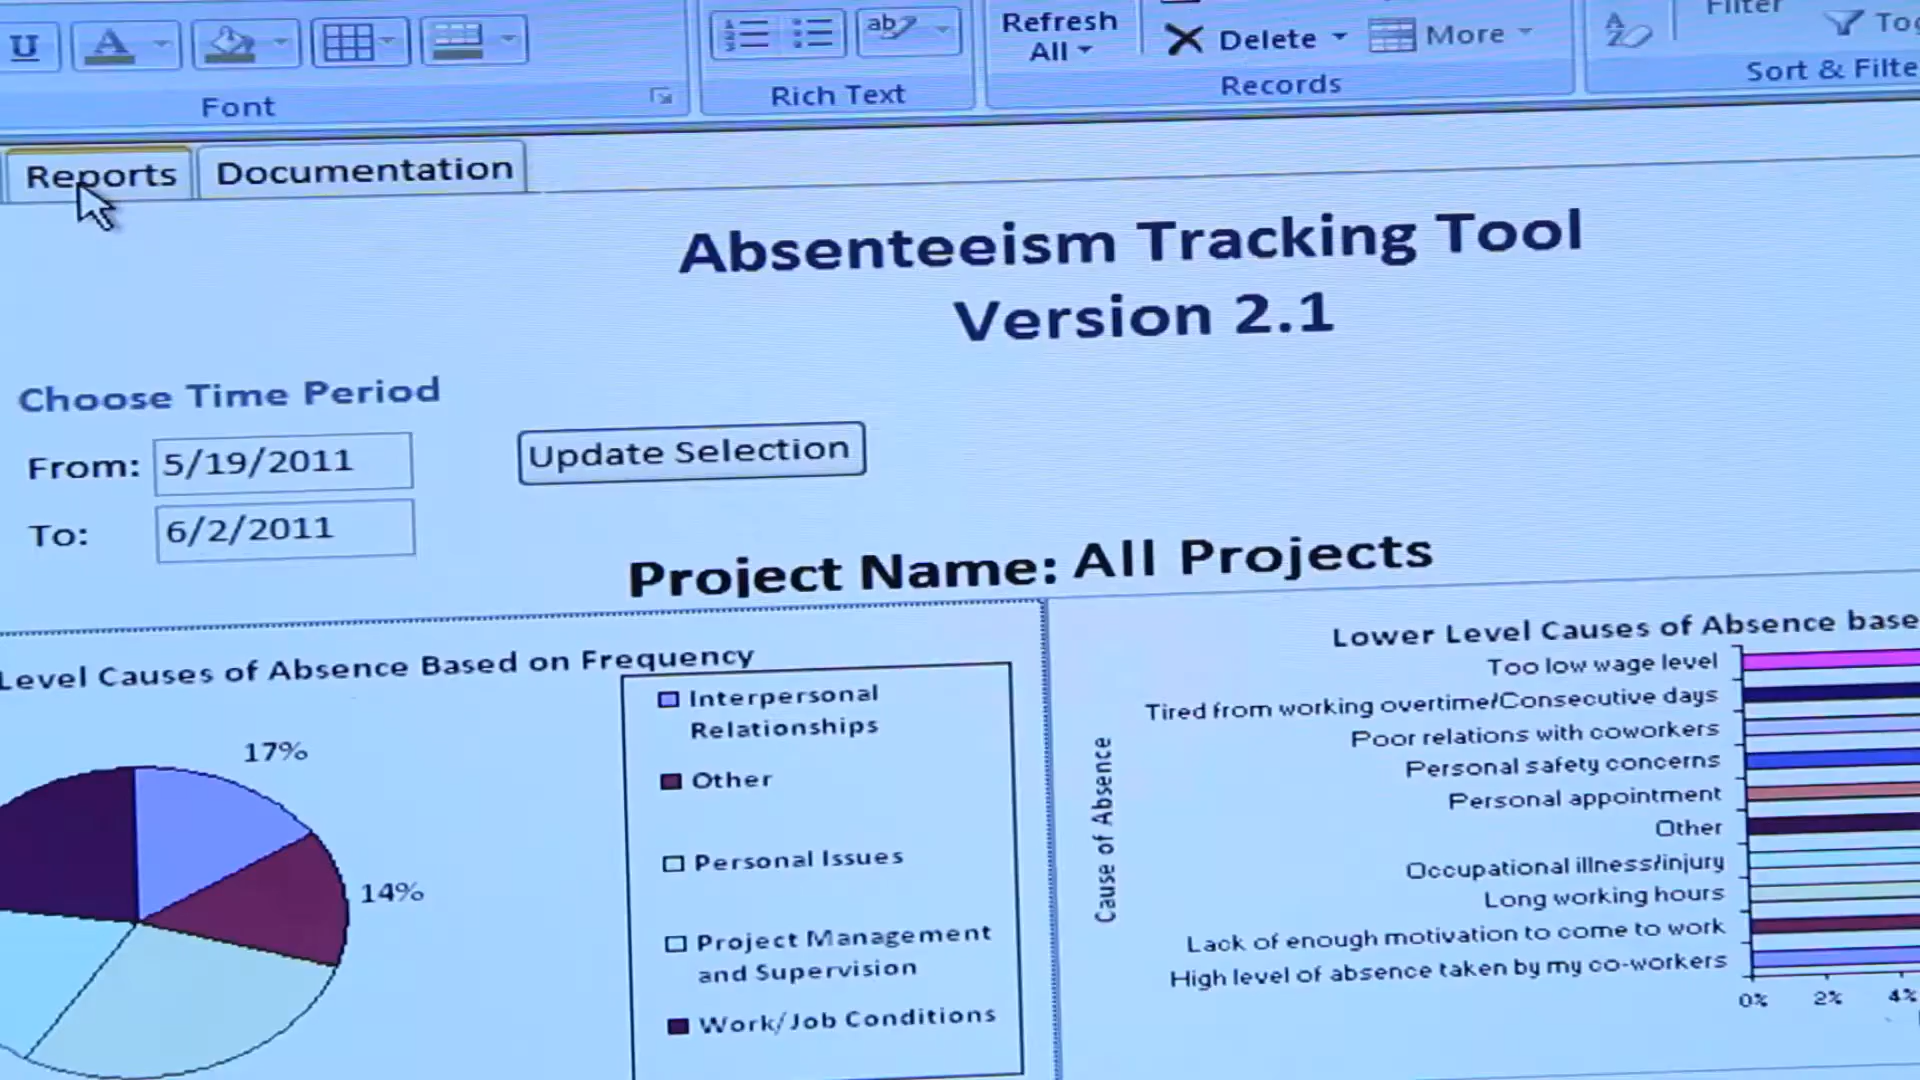 U
A
ab
Refresh
All
Delete
More
Filter
A
Z
Font
Rich Text
Records
Sort & Filte
Reports
Documentation
Absenteeism Tracking Tool
Version 2.1
Choose Time Period
From: 5/19/2011
Update Selection
To: 6/2/2011
Project Name: All Projects
Level Causes of Absence Based on Frequency
17%
14%
Interpersonal
Relationships
Other
Personal Issues
Project Management
and Supervision
Work/Job Conditions
Lower Level Causes of Absence base
Cause of Absence
Too low wage level
Tired from working overtime/Consecutive days
Poor relations with coworkers
Personal safety concerns
Personal appointment
Other
Occupational illness/injury
Long working hours
Lack of enough motivation to come to work
High level of absence taken by my co-workers
0% 2% 4%